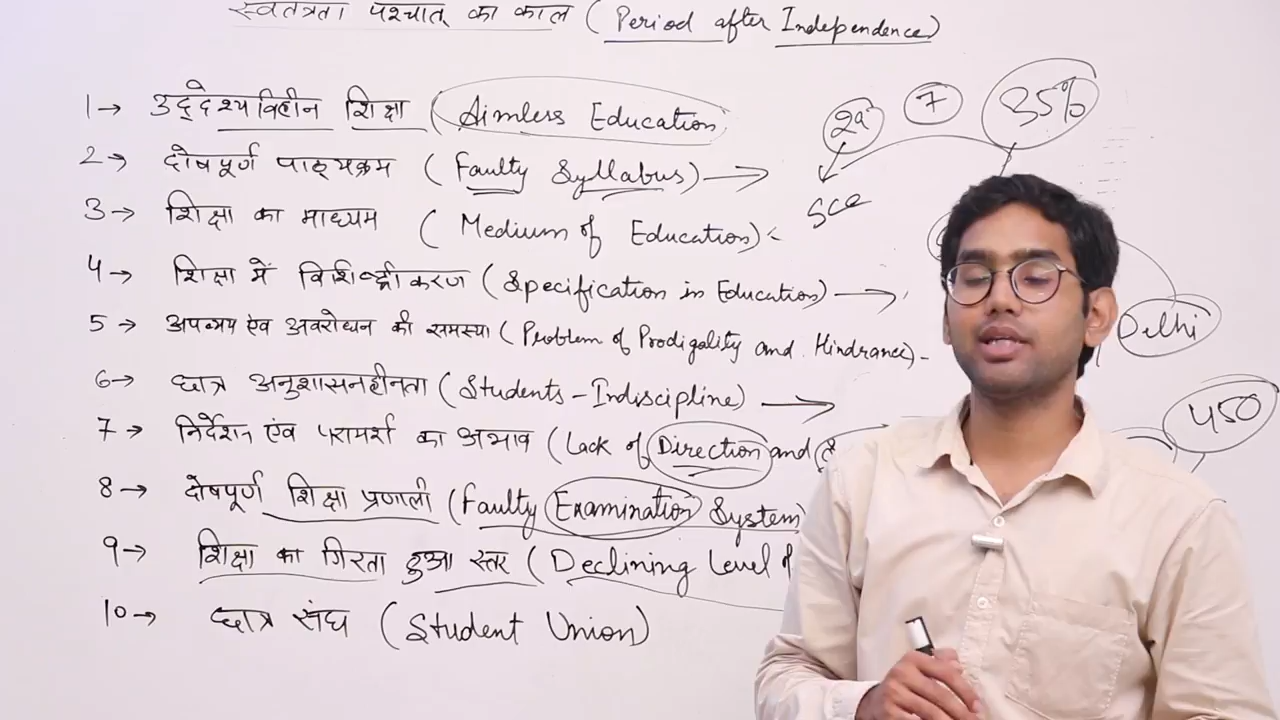 स्वतंत्रता पश्चात् का काल (Period after Independence)
1→ उद्देश्यविहीन शिक्षा (Aimless Education)
2→ दोषपूर्ण पाठ्यक्रम (Faulty Syllabus)
3→ शिक्षा का माध्यम (Medium of Education)
4→ शिक्षा में विशिष्टीकरण (Specification in Education)
5→ अपव्यय एंव अवरोधन की समस्या (Problem of Prodigality and Hindrance)
6→ छात्र अनुशासनहीनता (Students-Indiscipline)
7→ निर्देशन एंव परामर्श का अभाव (Lack of Direction and
8→ दोषपूर्ण शिक्षा प्रणाली (Faulty Examination System)
9→ शिक्षा का गिरता हुआ स्तर (Declining Level of
10→ छात्र संघ (Student Union)
7
35%
Delhi
450